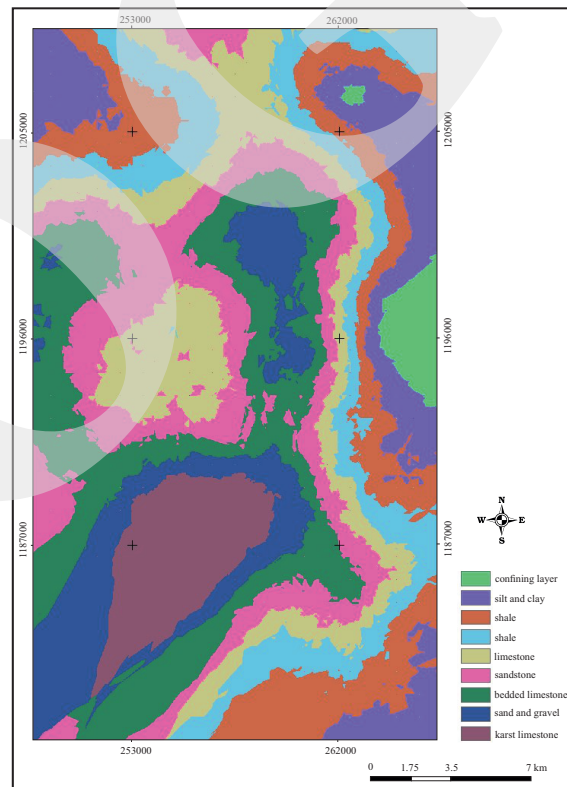 253000 262000
1205000 1205000
1196000 1196000
1187000 1187000
N
W E
S
confining layer
silt and clay
shale
shale
limestone
sandstone
bedded limestone
sand and gravel
karst limestone
253000 262000
0 1.75 3.5 7 km